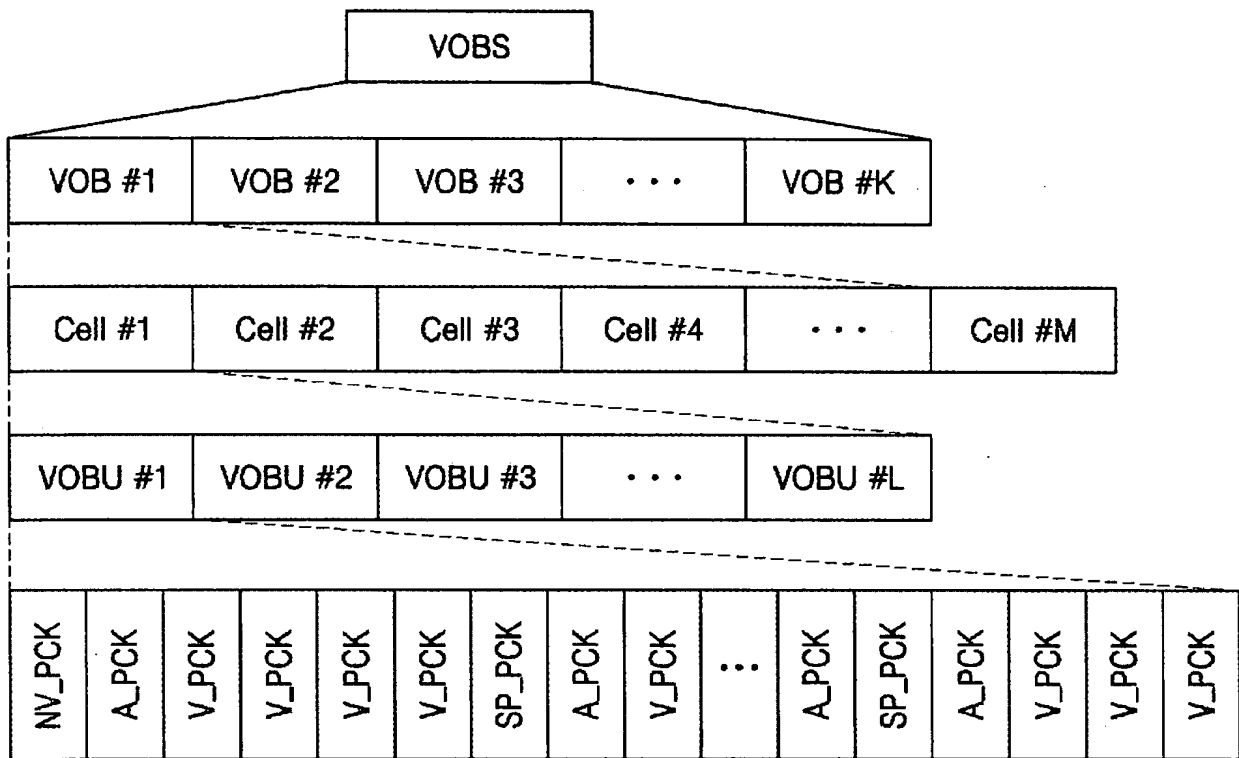 VOBS
VOB #1 VOB #2 VOB #3 ··· VOB #K
Cell #1 Cell #2 Cell #3 Cell #4 ··· Cell #M
VOBU #1 VOBU #2 VOBU #3 ··· VOBU #L
NV_PCK A_PCK V_PCK V_PCK V_PCK V_PCK SP_PCK A_PCK V_PCK ··· A_PCK SP_PCK A_PCK V_PCK V_PCK V_PCK